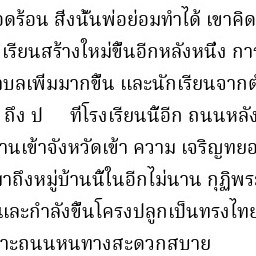 อดร้อน สิ่งนั้นพ่อย่อมทำได้ เขาคิด
เรียนสร้างใหม่ขึ้นอีกหลังหนึ่ง กา
บลเพิ่มมากขึ้น และนักเรียนจากต่
ถึง ป ที่โรงเรียนนี้อีก ถนนหลัง
านเข้าจังหวัดเข้า ความ เจริญทยอ
มาถึงหมู่บ้านนี้ในอีกไม่นาน กุฏิพระ
และกำลังขึ้นโครงปลูกเป็นทรงไทย
าะถนนหนทางสะดวกสบาย